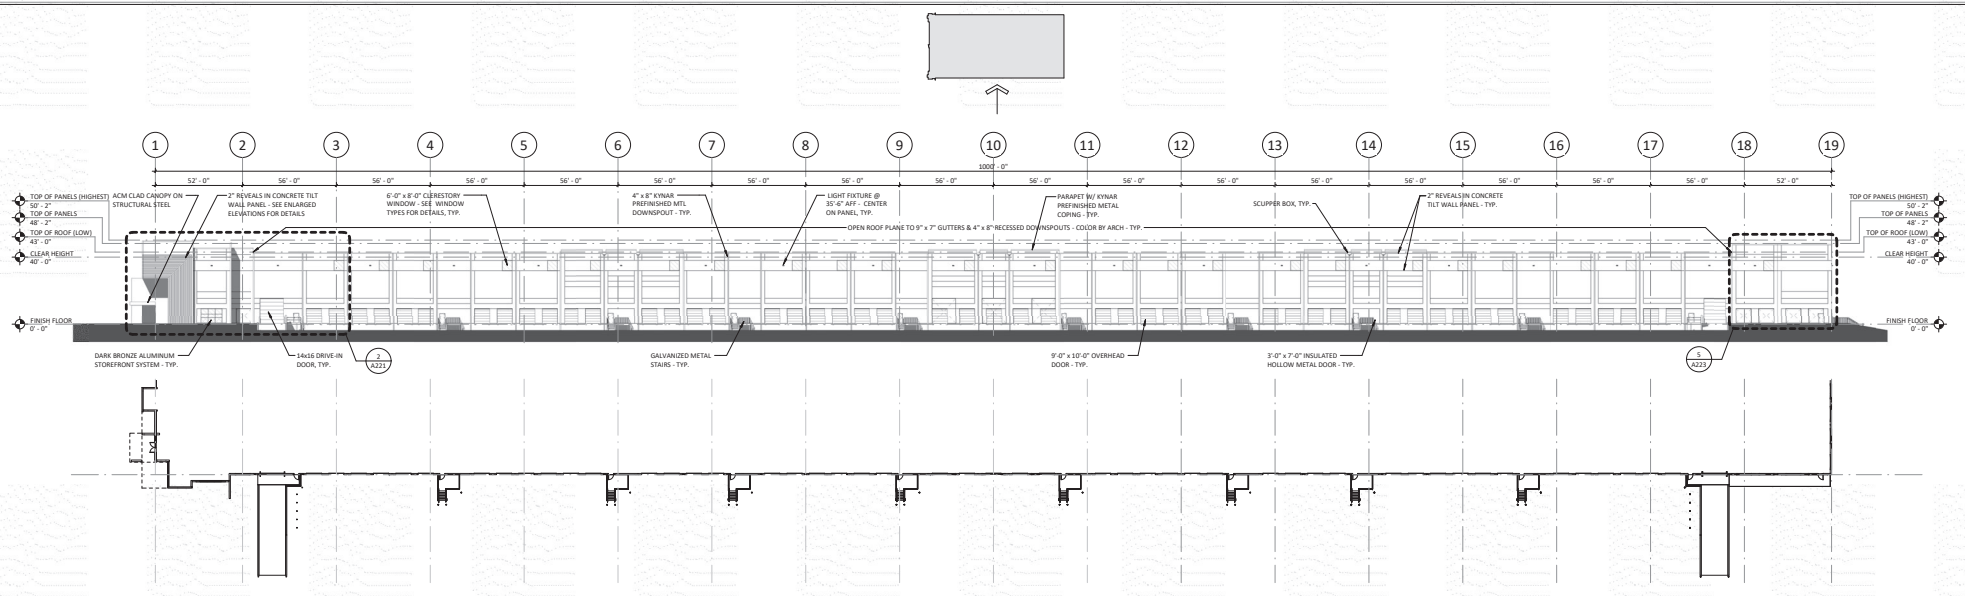 1 2 3 4 5 6 7 8 9 10 11 12 13 14 15 16 17 18 19
1000' - 0"
52' - 0" 56' - 0" 56' - 0" 56' - 0" 56' - 0" 56' - 0" 56' - 0" 56' - 0" 56' - 0" 56' - 0" 56' - 0" 56' - 0" 56' - 0" 56' - 0" 56' - 0" 56' - 0" 56' - 0" 52' - 0"
TOP OF PANELS (HIGHEST)
50' - 2"
TOP OF PANELS
48' - 2"
TOP OF ROOF (LOW)
43' - 0"
CLEAR HEIGHT
40' - 0"
FINISH FLOOR
0' - 0"
ACM CLAD CANOPY ON
STRUCTURAL STEEL
2" REVEALS IN CONCRETE TILT
WALL PANEL - SEE ENLARGED
ELEVATIONS FOR DETAILS
6'-0" x 8'-0" CLERESTORY
WINDOW - SEE WINDOW
TYPES FOR DETAILS, TYP.
4" x 8" KYNAR
PREFINISHED MTL
DOWNSPOUT - TYP.
LIGHT FIXTURE @
35'-6" AFF - CENTER
ON PANEL, TYP.
PARAPET W/ KYNAR
PREFINISHED METAL
COPING - TYP.
SCUPPER BOX, TYP.
2" REVEALS IN CONCRETE
TILT WALL PANEL - TYP.
OPEN ROOF PLANE TO 9" x 7" GUTTERS & 4" x 8" RECESSED DOWNSPOUTS - COLOR BY ARCH - TYP.
TOP OF PANELS (HIGHEST)
50' - 2"
TOP OF PANELS
48' - 2"
TOP OF ROOF (LOW)
43' - 0"
CLEAR HEIGHT
40' - 0"
FINISH FLOOR
0' - 0"
DARK BRONZE ALUMINUM
STOREFRONT SYSTEM - TYP.
14x16 DRIVE-IN
DOOR, TYP.
2
A221
GALVANIZED METAL
STAIRS - TYP.
9'-0" x 10'-0" OVERHEAD
DOOR - TYP.
3'-0" x 7'-0" INSULATED
HOLLOW METAL DOOR - TYP.
5
A223